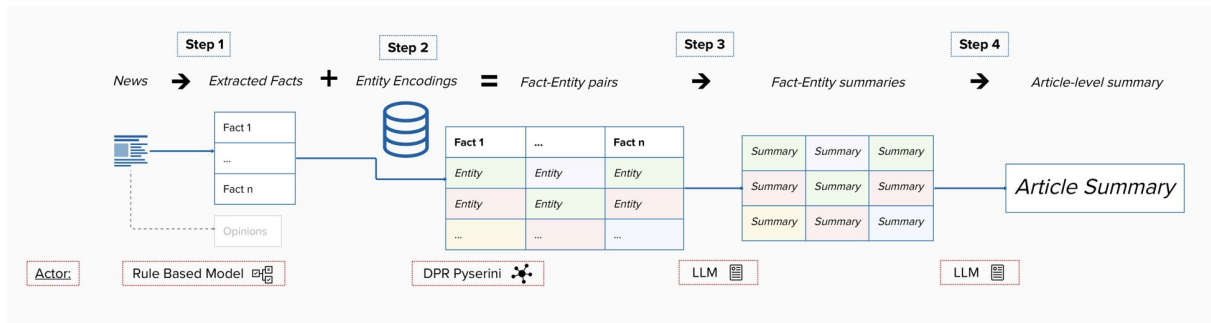 Step 1
Step 2
Step 3
Step 4
News → Extracted Facts + Entity Encodings = Fact-Entity pairs → Fact-Entity summaries → Article-level summary
Fact 1
...
Fact n
Opinions
Fact 1 ... Fact n
Entity Entity Entity
Entity Entity Entity
... ... ...
Summary Summary Summary
Summary Summary Summary
Summary Summary Summary
Article Summary
Actor:
Rule Based Model
DPR Pyserini
LLM
LLM